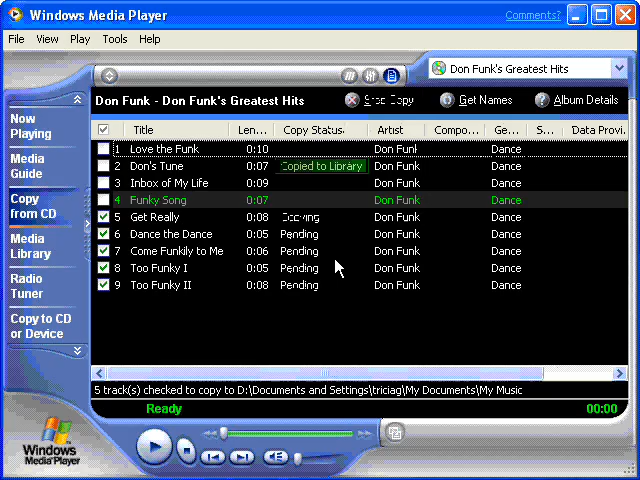 Windows Media Player
Comments?
File View Play Tools Help
Don Funk's Greatest Hits
Don Funk - Don Funk's Greatest Hits
Stop Copy Get Names Album Details
Now Playing
Media Guide
Copy from CD
Media Library
Radio Tuner
Copy to CD or Device
Title Len... Copy Status Artist Compo... Ge... S... Data Provi...
1 Love the Funk 0:10 Don Funk Dance
2 Don's Tune 0:07 Copied to Library Don Funk Dance
3 Inbox of My Life 0:09 Don Funk Dance
4 Funky Song 0:07 Don Funk Dance
5 Get Really 0:08 Copying Don Funk Dance
6 Dance the Dance 0:05 Pending Don Funk Dance
7 Come Funkily to Me 0:06 Pending Don Funk Dance
8 Too Funky I 0:05 Pending Don Funk Dance
9 Too Funky II 0:08 Pending Don Funk Dance
5 track(s) checked to copy to D:\Documents and Settings\triciag\My Documents\My Music
Ready 00:00
Windows
Media Player